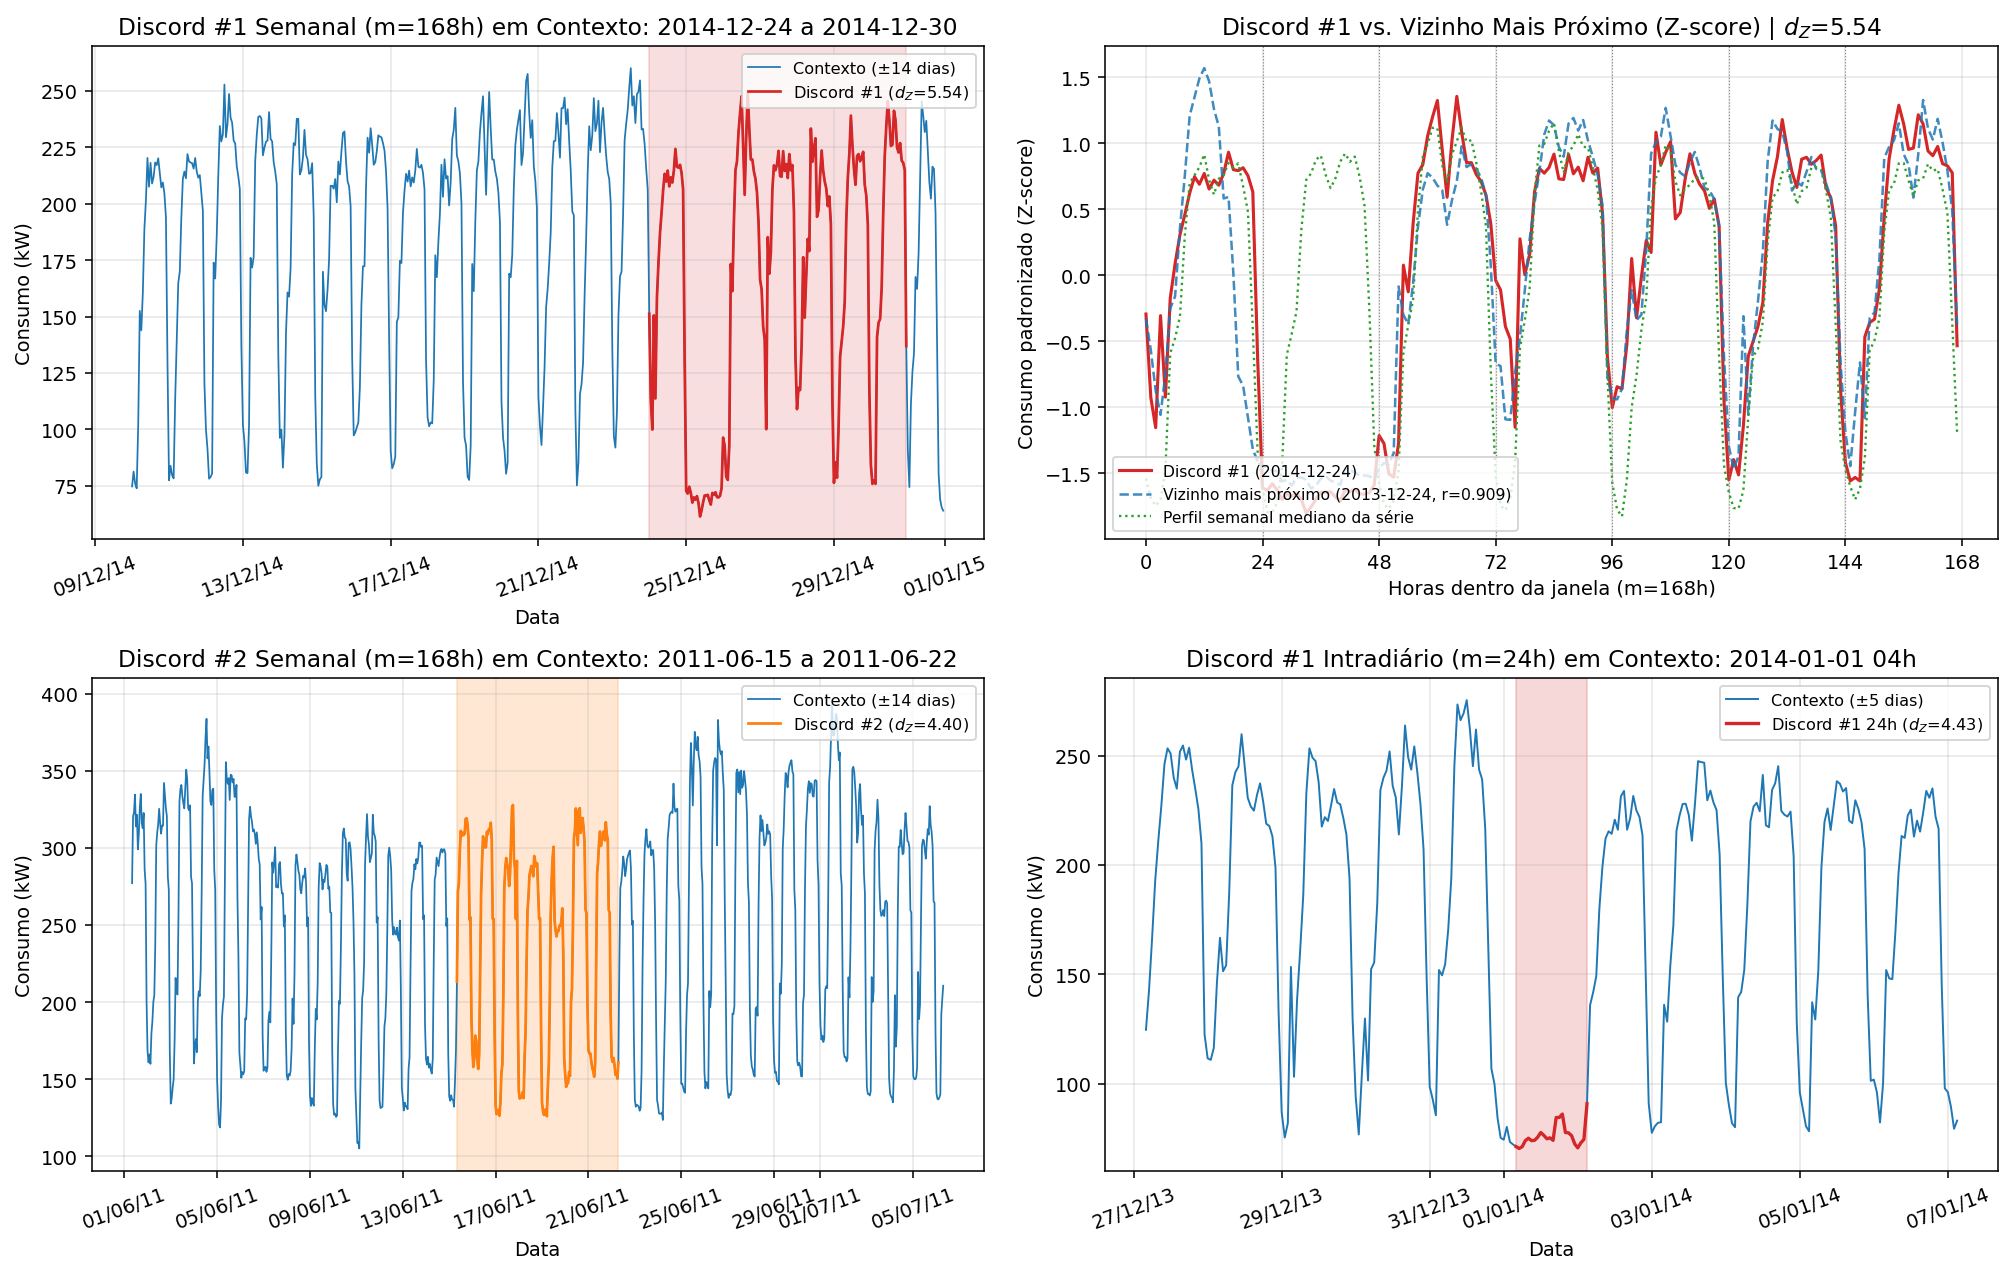 Discord #1 Semanal (m=168h) em Contexto: 2014-12-24 a 2014-12-30
Consumo (kW)
250
225
200
175
150
125
100
75
Contexto (±14 dias)
Discord #1 (d_Z=5.54)
09/12/14
13/12/14
17/12/14
21/12/14
25/12/14
29/12/14
01/01/15
Data
Discord #1 vs. Vizinho Mais Próximo (Z-score) | d_Z=5.54
Consumo padronizado (Z-score)
1.5
1.0
0.5
0.0
−0.5
−1.0
−1.5
Discord #1 (2014-12-24)
Vizinho mais próximo (2013-12-24, r=0.909)
Perfil semanal mediano da série
0
24
48
72
96
120
144
168
Horas dentro da janela (m=168h)
Discord #2 Semanal (m=168h) em Contexto: 2011-06-15 a 2011-06-22
Consumo (kW)
400
350
300
250
200
150
100
Contexto (±14 dias)
Discord #2 (d_Z=4.40)
01/06/11
05/06/11
09/06/11
13/06/11
17/06/11
21/06/11
25/06/11
29/06/11
01/07/11
05/07/11
Data
Discord #1 Intradiário (m=24h) em Contexto: 2014-01-01 04h
Consumo (kW)
250
200
150
100
Contexto (±5 dias)
Discord #1 24h (d_Z=4.43)
27/12/13
29/12/13
31/12/13
01/01/14
03/01/14
05/01/14
07/01/14
Data